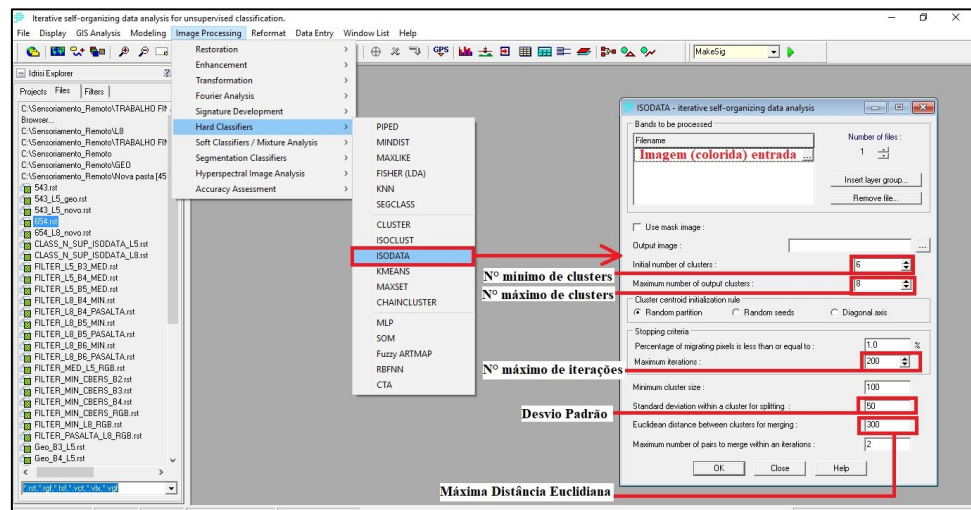 Iterative self-organizing data analysis for unsupervised classification.
File Display GIS Analysis Modeling Image Processing Reformat Data Entry Window List Help
GPS
MakeSig
Idrisi Explorer
Projects Files Filters
C:\Sensoriamento_Remoto\TRABALHO FIN
Browser...
C:\Sensoriamento_Remoto\L8
C:\Sensoriamento_Remoto\TRABALHO FIN
C:\Sensoriamento_Remoto
C:\Sensoriamento_Remoto\GEO
C:\Sensoriamento_Remoto\Nova pasta [45
543.rst
543_L5_geo.rst
543_L5_novo.rst
654.rst
654_L8_novo.rst
CLASS_N_SUP_ISODATA_L5.rst
CLASS_N_SUP_ISODATA_L8.rst
FILTER_L5_B3_MED.rst
FILTER_L5_B4_MED.rst
FILTER_L5_B5_MED.rst
FILTER_L8_B4_MIN.rst
FILTER_L8_B4_PASALTA.rst
FILTER_L8_B5_MIN.rst
FILTER_L8_B5_PASALTA.rst
FILTER_L8_B6_MIN.rst
FILTER_L8_B6_PASALTA.rst
FILTER_MED_L5_RGB.rst
FILTER_MIN_CBERS_B2.rst
FILTER_MIN_CBERS_B3.rst
FILTER_MIN_CBERS_B4.rst
FILTER_MIN_CBERS_RGB.rst
FILTER_MIN_L8_RGB.rst
FILTER_PASALTA_L8_RGB.rst
Geo_B3_L5.rst
Geo_B4_L5.rst
*.rst,*.rgf,*.tsf,*.vct,*.vlx,*.vgf
Restoration
Enhancement
Transformation
Fourier Analysis
Signature Development
Hard Classifiers
Soft Classifiers / Mixture Analysis
Segmentation Classifiers
Hyperspectral Image Analysis
Accuracy Assessment
PIPED
MINDIST
MAXLIKE
FISHER (LDA)
KNN
SEGCLASS
CLUSTER
ISOCLUST
ISODATA
KMEANS
MAXSET
CHAINCLUSTER
MLP
SOM
Fuzzy ARTMAP
RBFNN
CTA
Nº mínimo de clusters
Nº máximo de clusters
Nº máximo de iterações
Desvio Padrão
Máxima Distância Euclidiana
ISODATA - iterative self-organizing data analysis
Bands to be processed
Filename
Imagem (colorida) entrada ...
Number of files :
1
Insert layer group...
Remove file...
Use mask image :
Output image :
...
Initial number of clusters : 6
Maximum number of output clusters : 8
Cluster centroid initialization rule
Random partition Random seeds Diagonal axis
Stopping criteria
Percentage of migrating pixels is less than or equal to : 1.0 %
Maximum iterations : 200
Minimum cluster size : 100
Standard deviation within a cluster for splitting : 50
Euclidean distance between clusters for merging : 300
Maximum number of pairs to merge within an iterations : 2
OK Close Help